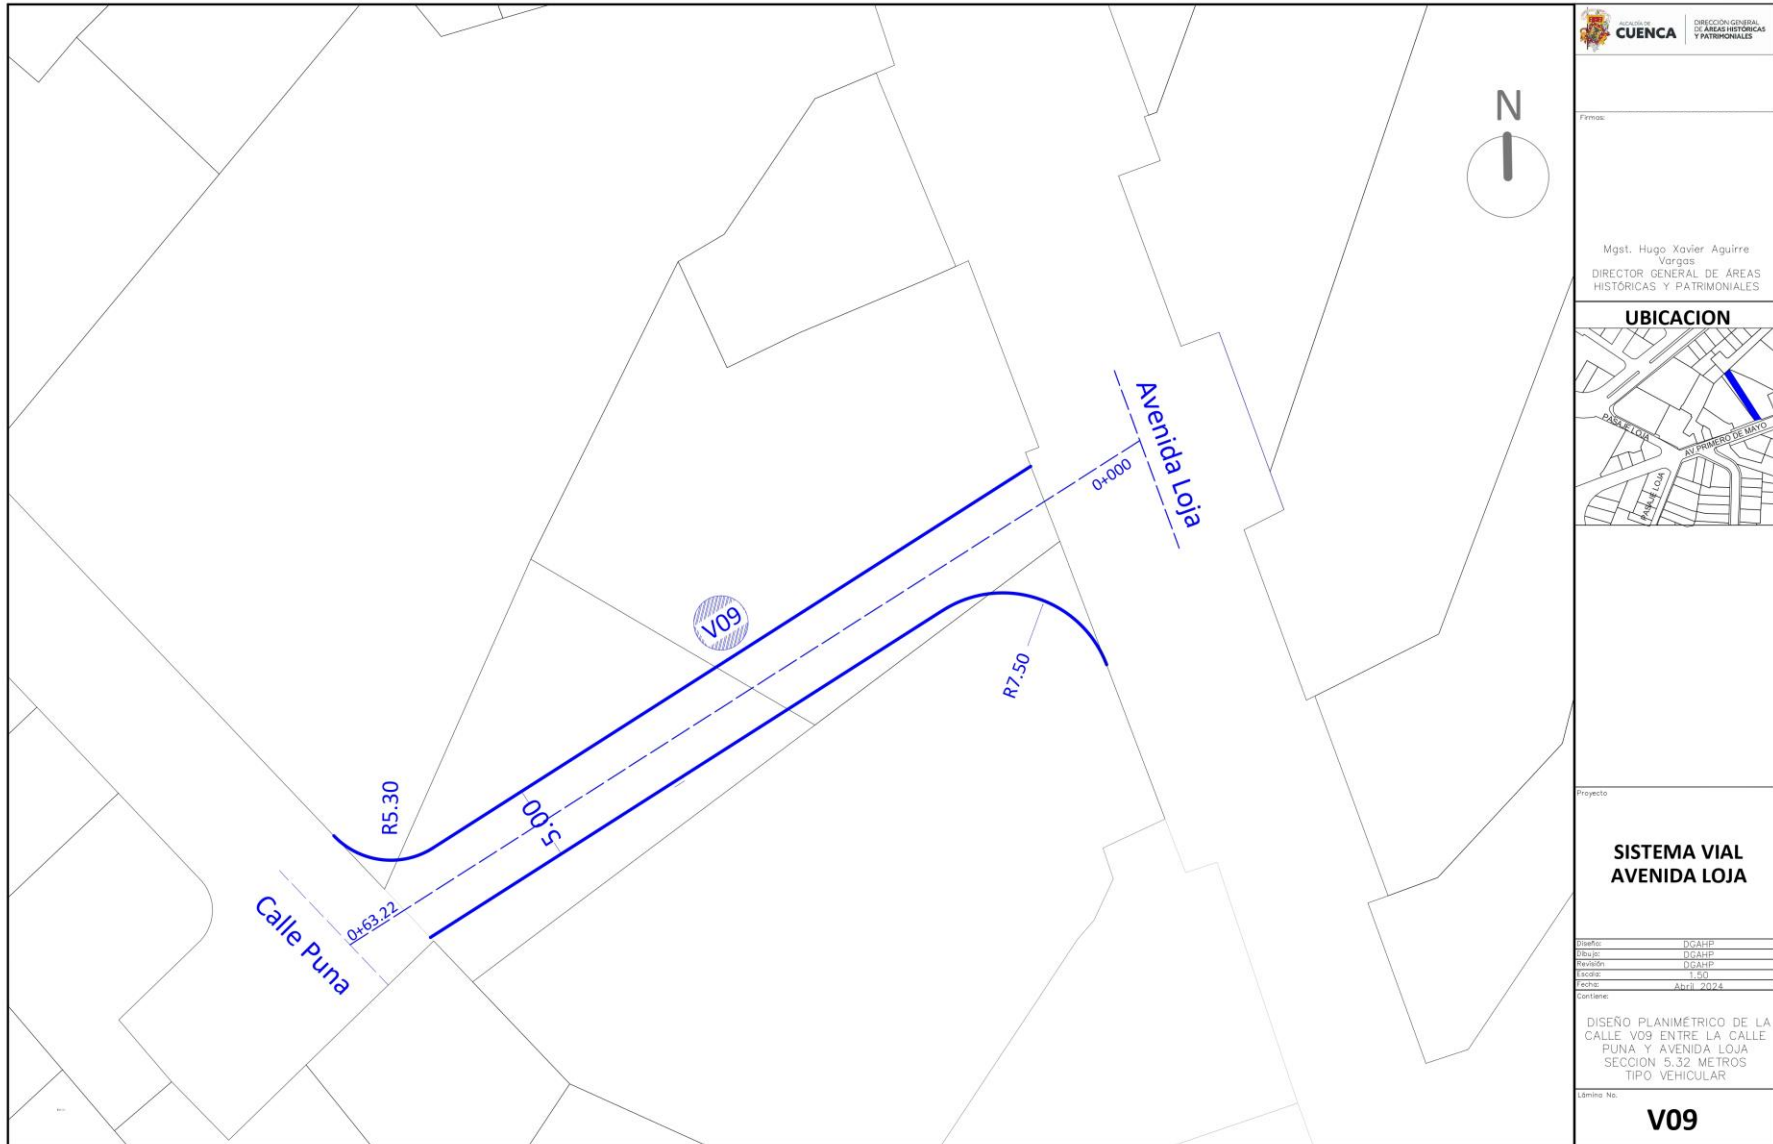 ALCALDÍA DE
CUENCA
DIRECCIÓN GENERAL
DE ÁREAS HISTÓRICAS
Y PATRIMONIALES
Firmas:
Mgst. Hugo Xavier Aguirre
Vargas
DIRECTOR GENERAL DE ÁREAS
HISTÓRICAS Y PATRIMONIALES
UBICACION
PASAJE LOJA
AV. PRIMERO DE MAYO
PASAJE LOJA
N
Avenida Loja
0+000
V09
R7.50
R5.30
5.00
0+63.22
Calle Puna
Proyecto
SISTEMA VIAL
AVENIDA LOJA
Diseño: DGAHP
Dibujo: DGAHP
Revisión DGAHP
Escala: 1.50
Fecha: Abril 2024
Contiene:
DISEÑO PLANIMÉTRICO DE LA
CALLE V09 ENTRE LA CALLE
PUNA Y AVENIDA LOJA
SECCION 5.32 METROS
TIPO VEHICULAR
Lámina No.
V09